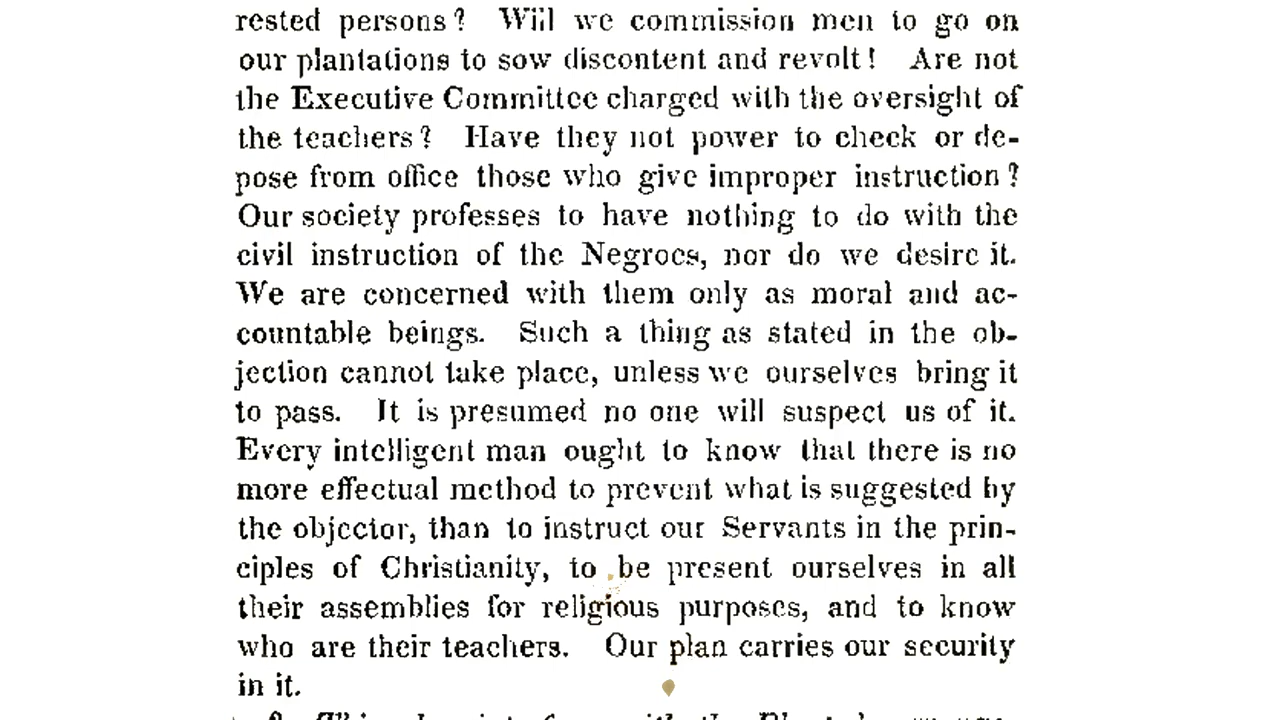 rested persons? Will we commission men to go on
our plantations to sow discontent and revolt! Are not
the Executive Committee charged with the oversight of
the teachers? Have they not power to check or de-
pose from office those who give improper instruction?
Our society professes to have nothing to do with the
civil instruction of the Negroes, nor do we desire it.
We are concerned with them only as moral and ac-
countable beings. Such a thing as stated in the ob-
jection cannot take place, unless we ourselves bring it
to pass. It is presumed no one will suspect us of it.
Every intelligent man ought to know that there is no
more effectual method to prevent what is suggested by
the objector, than to instruct our Servants in the prin-
ciples of Christianity, to be present ourselves in all
their assemblies for religious purposes, and to know
who are their teachers. Our plan carries our security
in it.